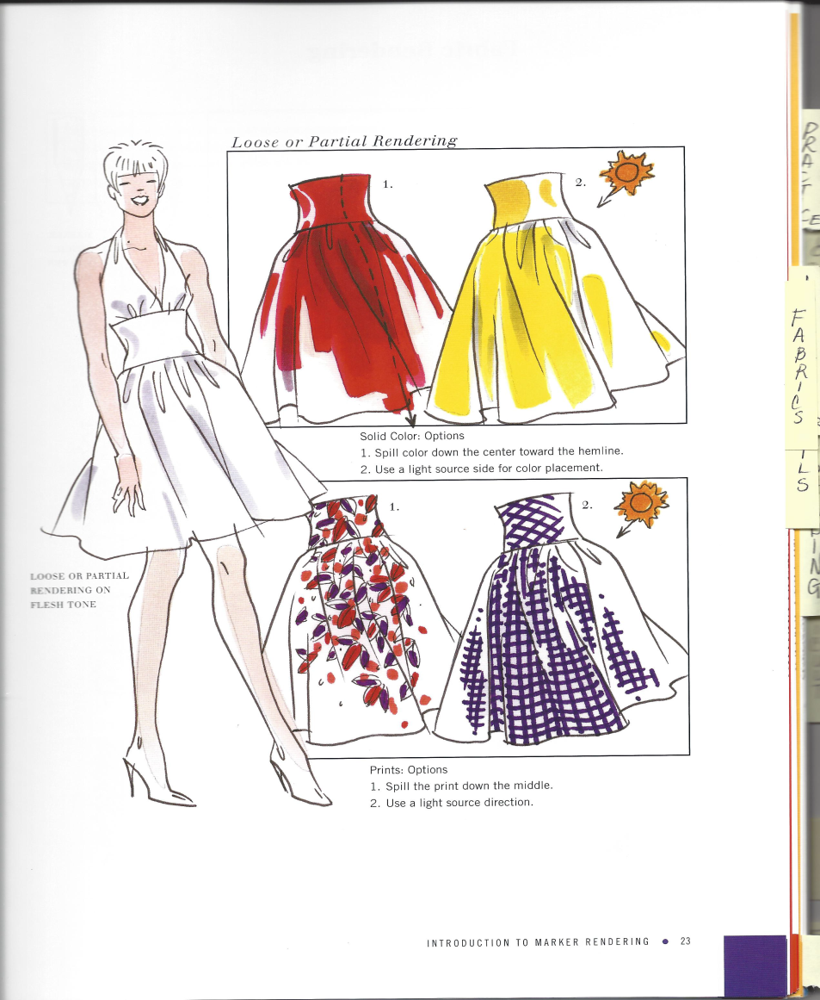 Loose or Partial Rendering
1.
2.
Solid Color: Options
1. Spill color down the center toward the hemline.
2. Use a light source side for color placement.
1.
2.
LOOSE OR PARTIAL
RENDERING ON
FLESH TONE
Prints: Options
1. Spill the print down the middle.
2. Use a light source direction.
INTRODUCTION TO MARKER RENDERING • 23
FABRICS